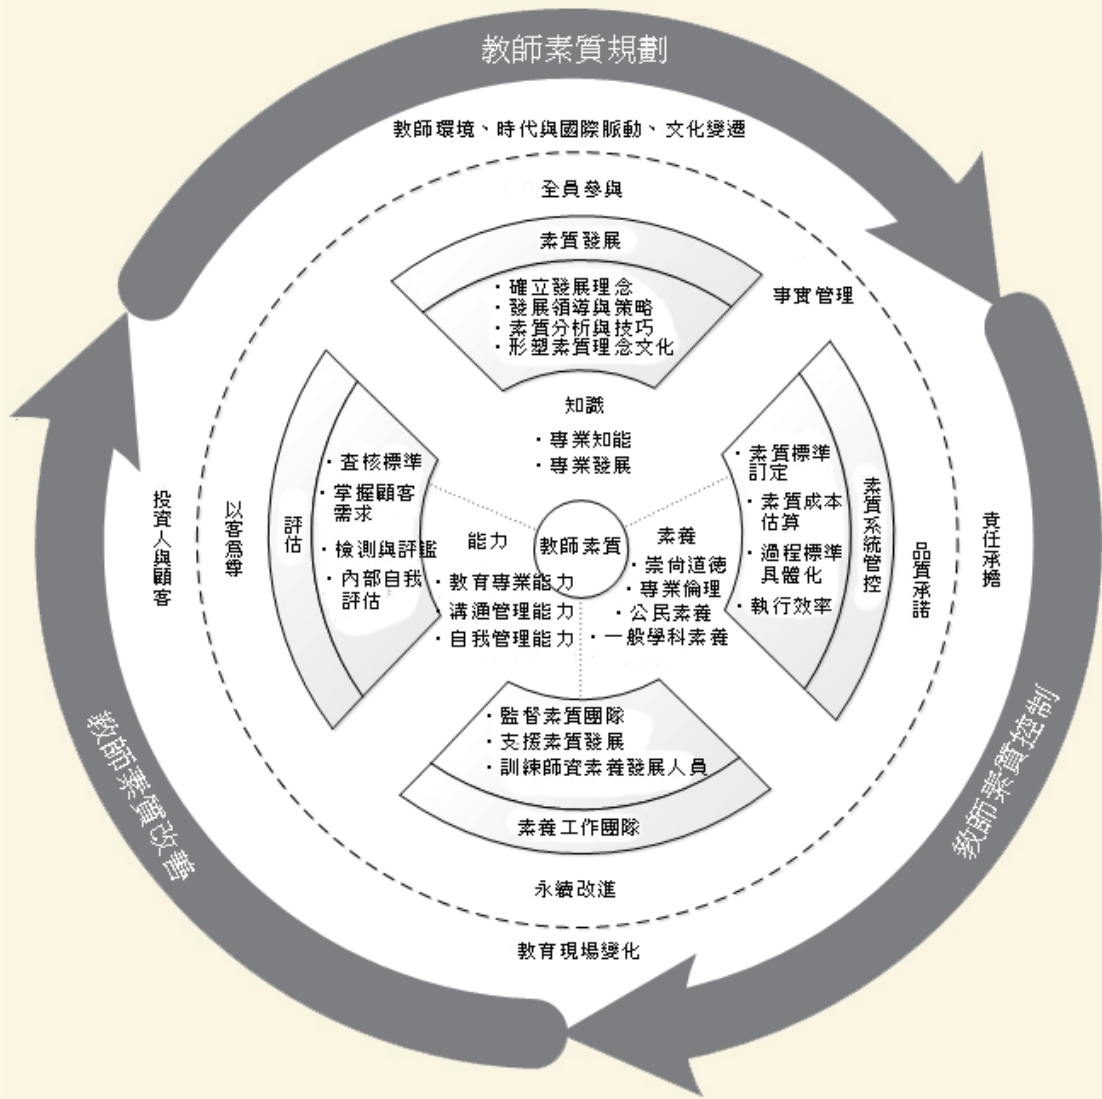 教師素質規劃
教師環境、時代與國際脈動、文化變遷
全員參與
素質發展
・確立發展理念
・發展領導與策略
・素質分析與技巧
・形塑素質理念文化
事實管理
知識
・專業知能
・專業發展
・查核標準
・掌握顧客
需求
・檢測與評鑑
・內部自我
評估
評估
以客為尊
投資人與顧客
能力
・教育專業能力
・溝通管理能力
・自我管理能力
教師素質
素養
・崇尚道德
・專業倫理
・公民素養
・一般學科素養
・素質標準
訂定
・素質成本
估算
・過程標準
具體化
・執行效率
素質系統管控
品質承諾
責任承擔
・監督素質團隊
・支援素質發展
・訓練師資素養發展人員
素養工作團隊
永續改進
教育現場變化
教師素質改善
教師素質控制